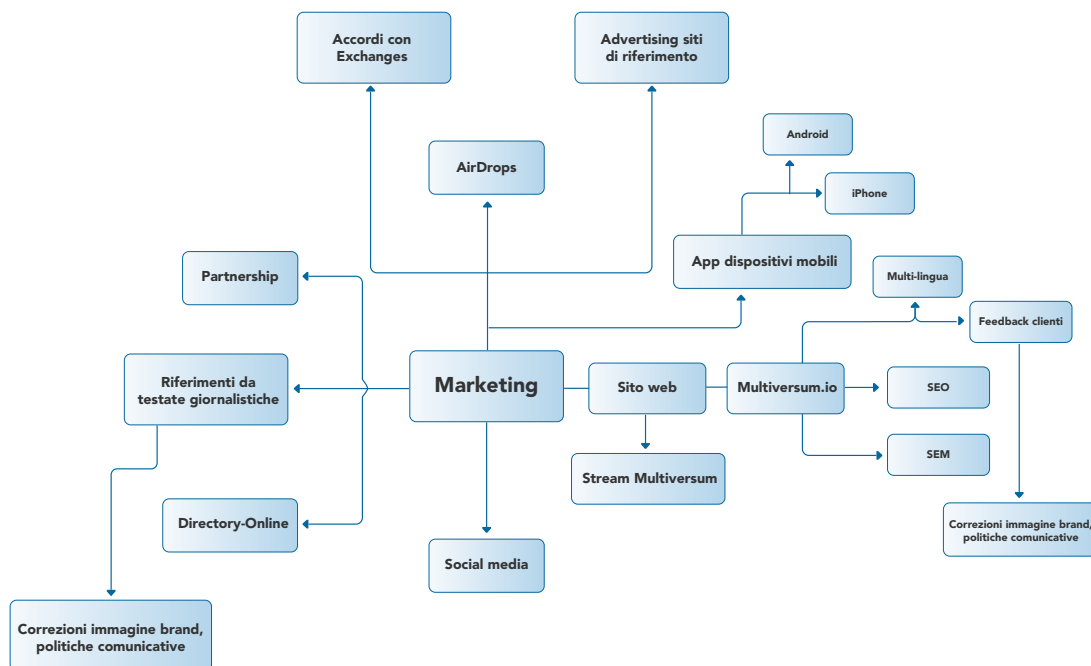 Accordi con
Exchanges
Advertising siti
di riferimento
Android
AirDrops
iPhone
Partnership
App dispositivi mobili
Multi-lingua
Feedback clienti
Riferimenti da
testate giornalistiche
Marketing
Sito web
Multiversum.io
SEO
SEM
Stream Multiversum
Directory-Online
Correzioni immagine brand,
politiche comunicative
Social media
Correzioni immagine brand,
politiche comunicative